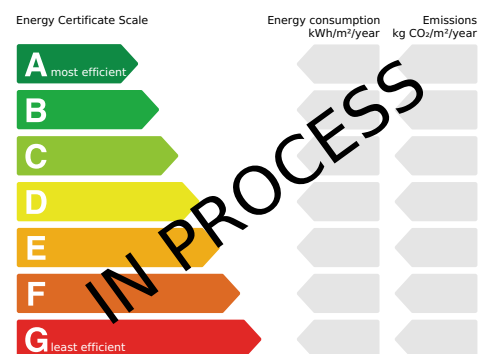 Energy Certificate Scale
Energy consumption
kWh/m²/year
Emissions
kg CO₂/m²/year
A most efficient
B
C
D
E
F
G least efficient
IN PROCESS